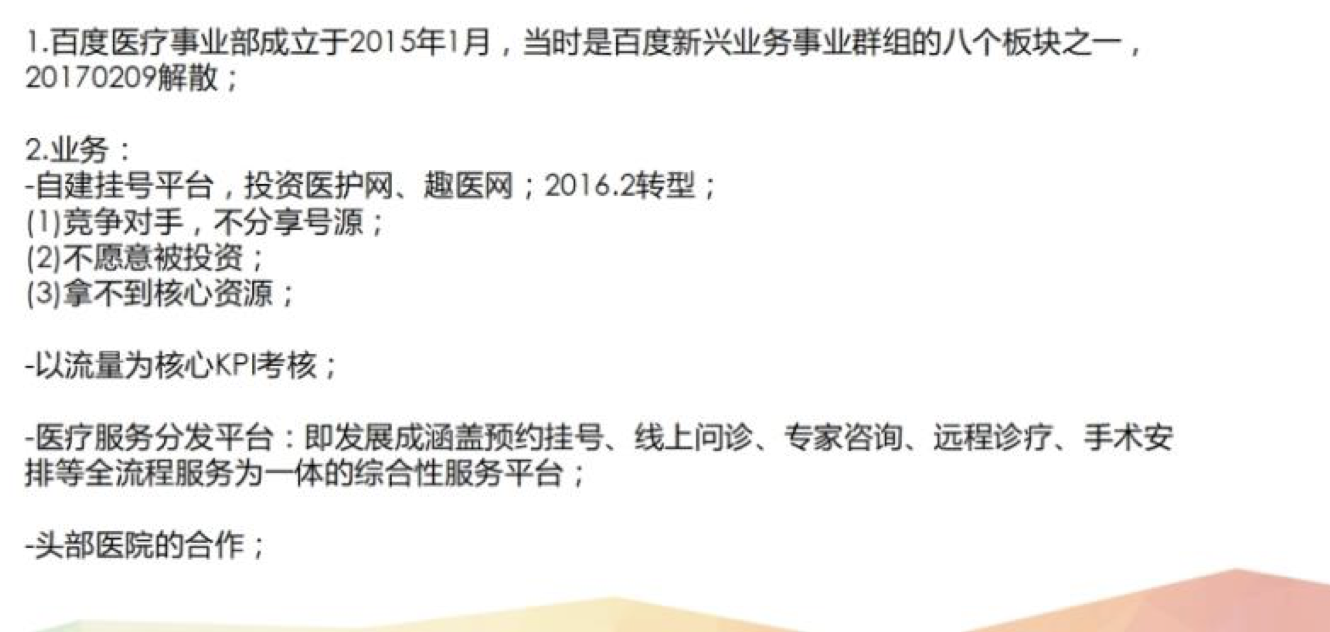 1.百度医疗事业部成立于2015年1月，当时是百度新兴业务事业群组的八个板块之一，
20170209解散；
2.业务：
-自建挂号平台，投资医护网、趣医网；2016.2转型；
(1)竞争对手，不分享号源；
(2)不愿意被投资；
(3)拿不到核心资源；
-以流量为核心KPI考核；
-医疗服务分发平台：即发展成涵盖预约挂号、线上问诊、专家咨询、远程诊疗、手术安
排等全流程服务为一体的综合性服务平台；
-头部医院的合作；